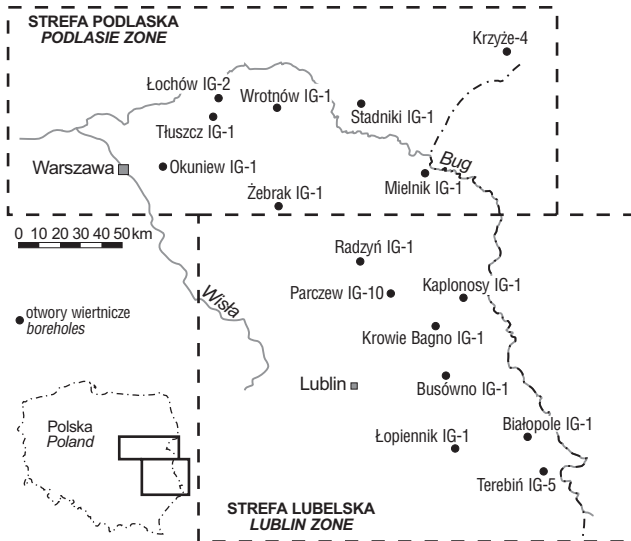 STREFA PODLASKA
PODLASIE ZONE
Krzyże-4
Łochów IG-2
Wrotnów IG-1
Stadniki IG-1
Tłuszcz IG-1
Bug
Warszawa
Okuniew IG-1
Mielnik IG-1
Żebrak IG-1
0 10 20 30 40 50km
Radzyń IG-1
Kaplonosy IG-1
Parczew IG-10
Wisła
otwory wiertnicze
boreholes
Krowie Bagno IG-1
Lublin
Busówno IG-1
Polska
Poland
Białopole IG-1
Łopiennik IG-1
Terebiń IG-5
STREFA LUBELSKA
LUBLIN ZONE